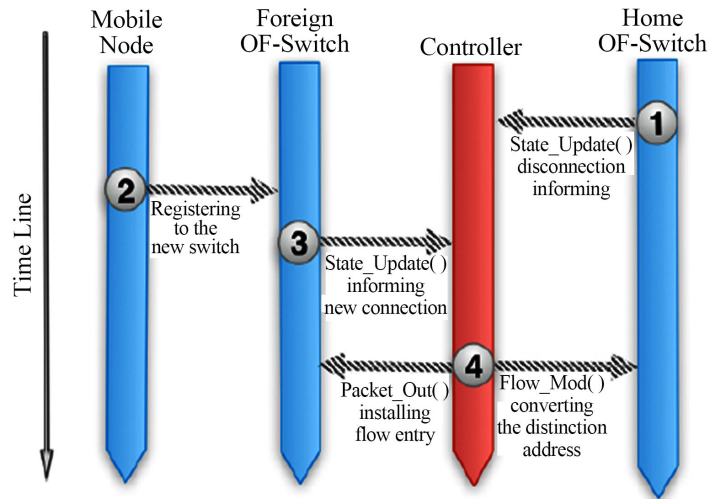 Mobile
Node
Foreign
OF-Switch
Controller
Home
OF-Switch
Time Line
1
State_Update( )
disconnection
informing
2
Registering
to the
new switch
3
State_Update( )
informing
new connection
4
Packet_Out( )
installing
flow entry
Flow_Mod( )
converting
the distinction
address